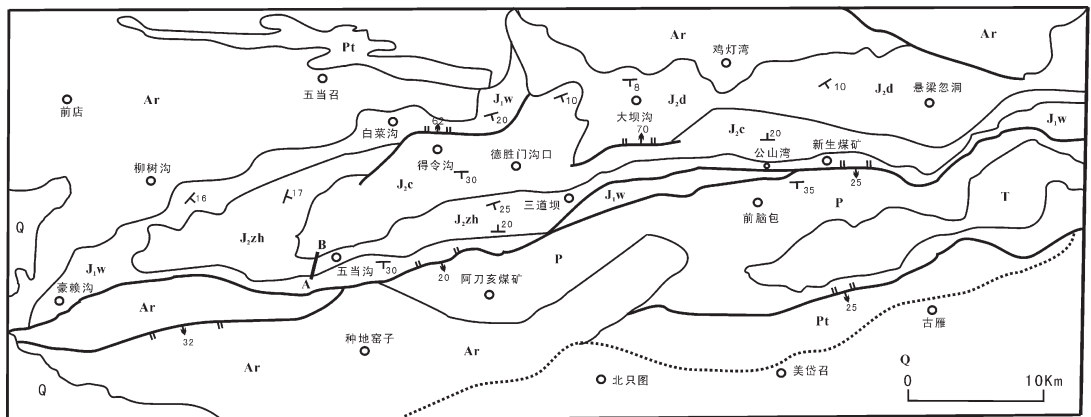 Pt
Ar
Ar
Ar
鸡灯湾
五当召
前店
J₁w
20
10
8
J₂d
10
J₂d
悬梁忽洞
白菜沟
62
大坝沟
70
J₂c
20
J₁w
得令沟
德胜门沟口
公山湾
新生煤矿
柳树沟
J₂c
30
25
16
17
三道坝
J₁w
35
前脑包
P
T
Q
J₂zh
J₂zh
25
20
B
五当沟
30
A
20
P
J₁w
豪赖沟
阿刀亥煤矿
Ar
25
Pt
古雁
32
种地窑子
Ar
Ar
Q
北只图
美岱召
Q
0
10Km